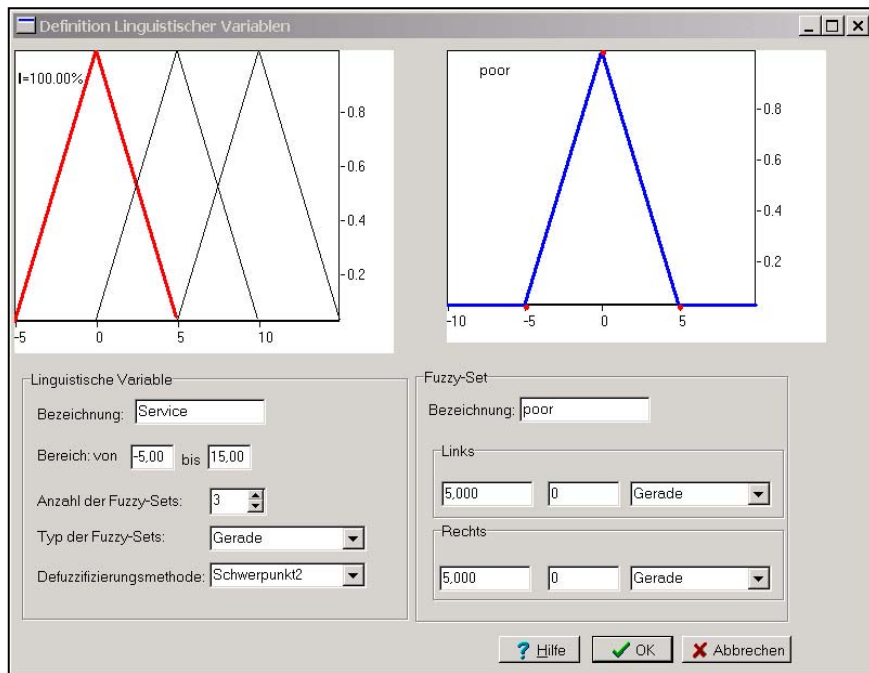 Definition Linguistischer Variablen
I=100.00%
0.8
0.6
0.4
0.2
-5 0 5 10
poor
0.8
0.6
0.4
0.2
-10 -5 0 5
Linguistische Variable
Bezeichnung: Service
Bereich: von -5,00 bis 15,00
Anzahl der Fuzzy-Sets: 3
Typ der Fuzzy-Sets: Gerade
Defuzzifizierungsmethode: Schwerpunkt2
Fuzzy-Set
Bezeichnung: poor
Links
5,000 0 Gerade
Rechts
5,000 0 Gerade
? Hilfe OK Abbrechen